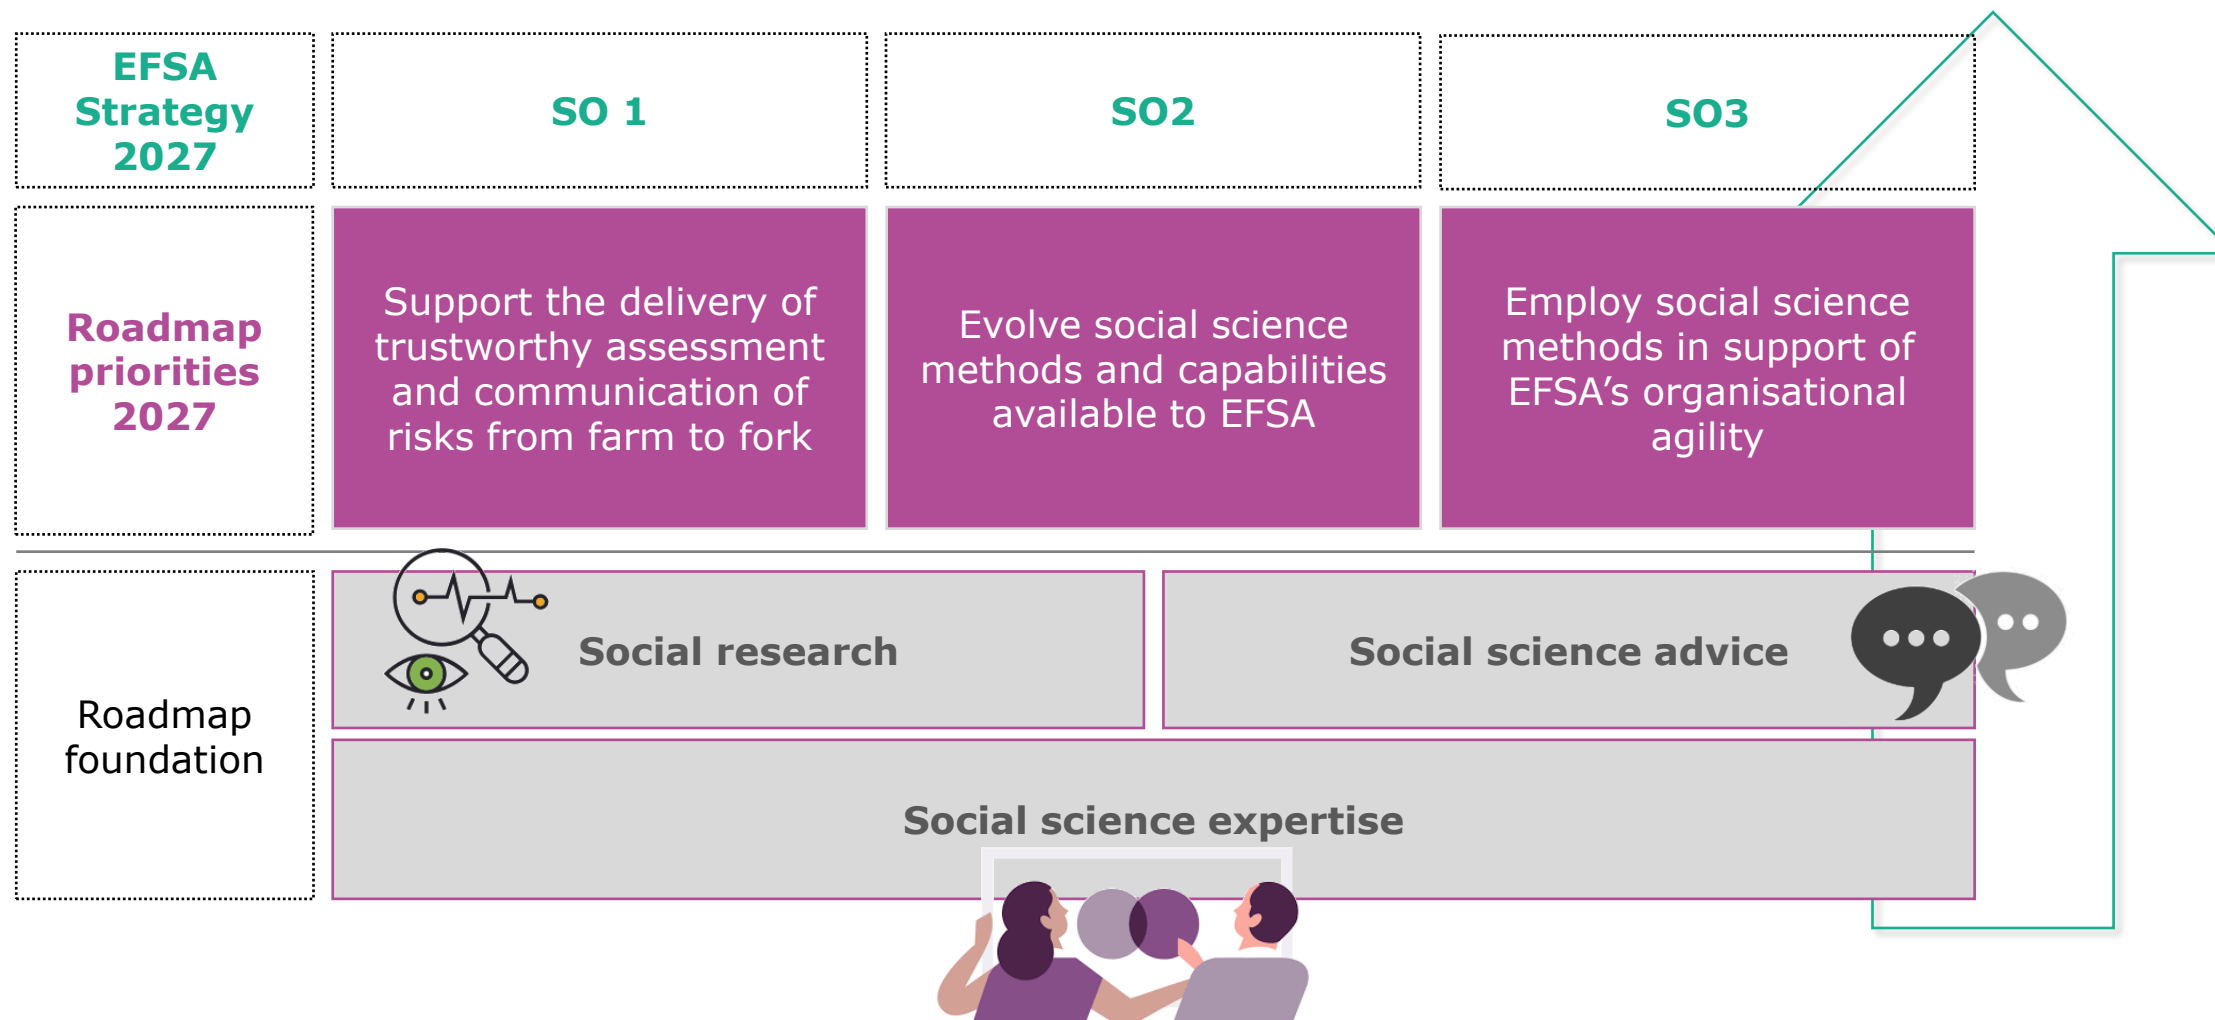 EFSA
Strategy
2027
SO 1
SO2
SO3
Roadmap
priorities
2027
Support the delivery of
trustworthy assessment
and communication of
risks from farm to fork
Evolve social science
methods and capabilities
available to EFSA
Employ social science
methods in support of
EFSA’s organisational
agility
Roadmap
foundation
Social research
Social science advice
Social science expertise